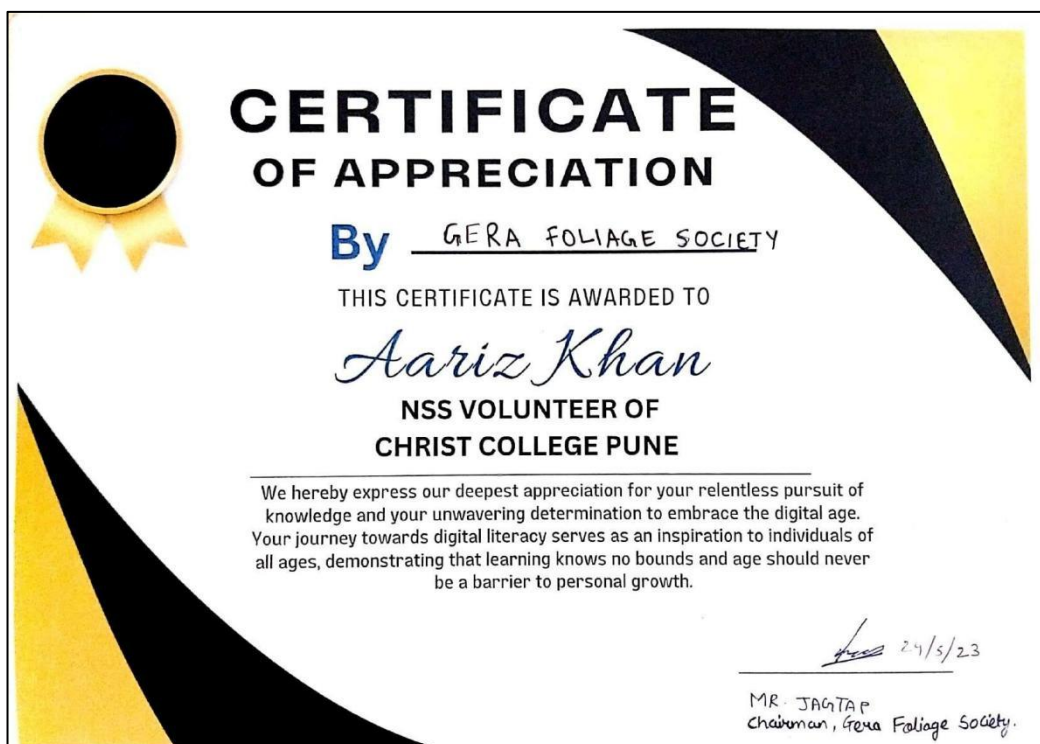 CERTIFICATE
OF APPRECIATION
By GERA FOLIAGE SOCIETY
THIS CERTIFICATE IS AWARDED TO
Aariz Khan
NSS VOLUNTEER OF
CHRIST COLLEGE PUNE
We hereby express our deepest appreciation for your relentless pursuit of
knowledge and your unwavering determination to embrace the digital age.
Your journey towards digital literacy serves as an inspiration to individuals of
all ages, demonstrating that learning knows no bounds and age should never
be a barrier to personal growth.
24/5/23
MR. JAGTAP
Chairman, Gera Foliage Society.